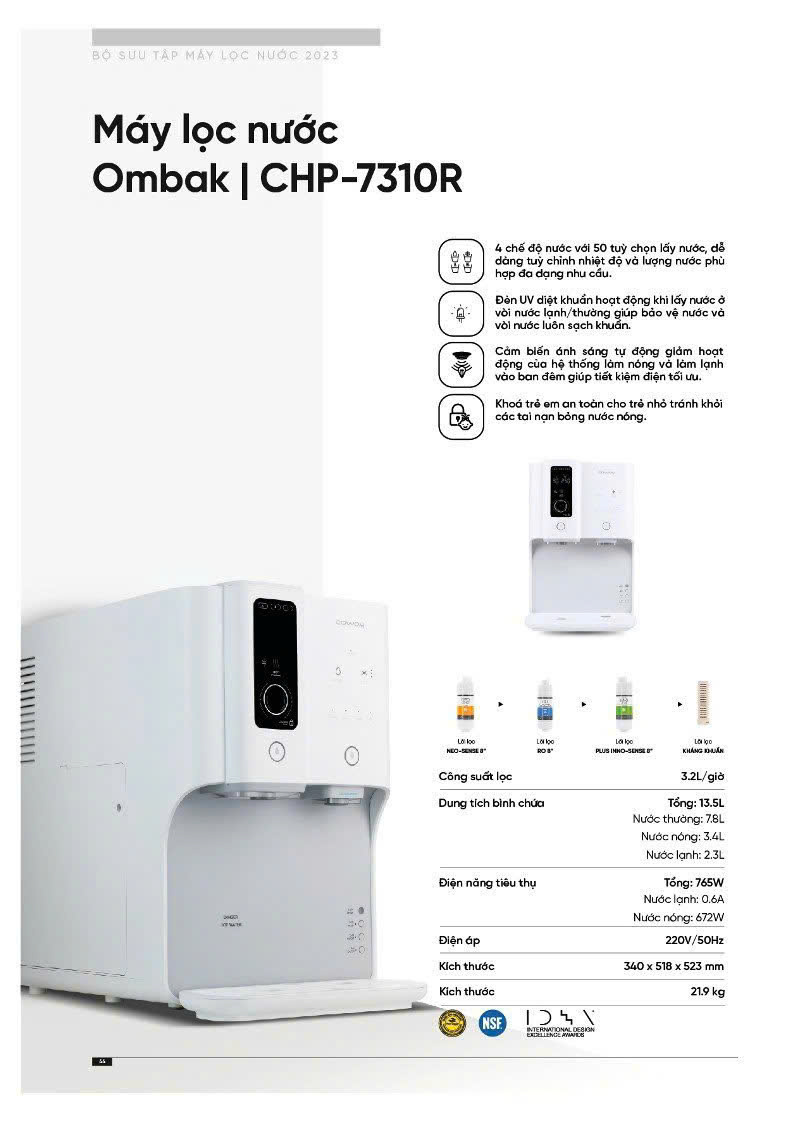 BỘ SƯU TẬP MÁY LỌC NƯỚC 2023
Máy lọc nước
Ombak | CHP-7310R
4 chế độ nước với 50 tuỳ chọn lấy nước, dễ
dàng tuỳ chỉnh nhiệt độ và lượng nước phù
hợp đa dạng nhu cầu.
Đèn UV diệt khuẩn hoạt động khi lấy nước ở
vòi nước lạnh/thường giúp bảo vệ nước và
vòi nước luôn sạch khuẩn.
Cảm biến ánh sáng tự động giảm hoạt
động của hệ thống làm nóng và làm lạnh
vào ban đêm giúp tiết kiệm điện tối ưu.
Khoá trẻ em an toàn cho trẻ nhỏ tránh khỏi
các tai nạn bỏng nước nóng.
COWAY
COWAY
Lõi lọc
NEO-SENSE 8"
Lõi lọc
RO 8"
Lõi lọc
PLUS INNO-SENSE 8"
Lõi lọc
KHÁNG KHUẨN
Công suất lọc 3.2L/giờ
Dung tích bình chứa Tổng: 13.5L
Nước thường: 7.8L
Nước nóng: 3.4L
Nước lạnh: 2.3L
Điện năng tiêu thụ Tổng: 765W
Nước lạnh: 0.6A
Nước nóng: 672W
Điện áp 220V/50Hz
Kích thước 340 x 518 x 523 mm
Kích thước 21.9 kg
DANGER
HOT WATER
NSF.
INTERNATIONAL DESIGN
EXCELLENCE AWARDS
44